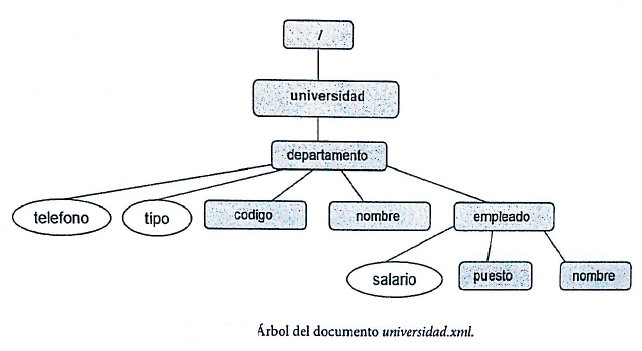 /
universidad
departamento
telefono
tipo
codigo
nombre
empleado
salario
puesto
nombre
Árbol del documento universidad.xml.